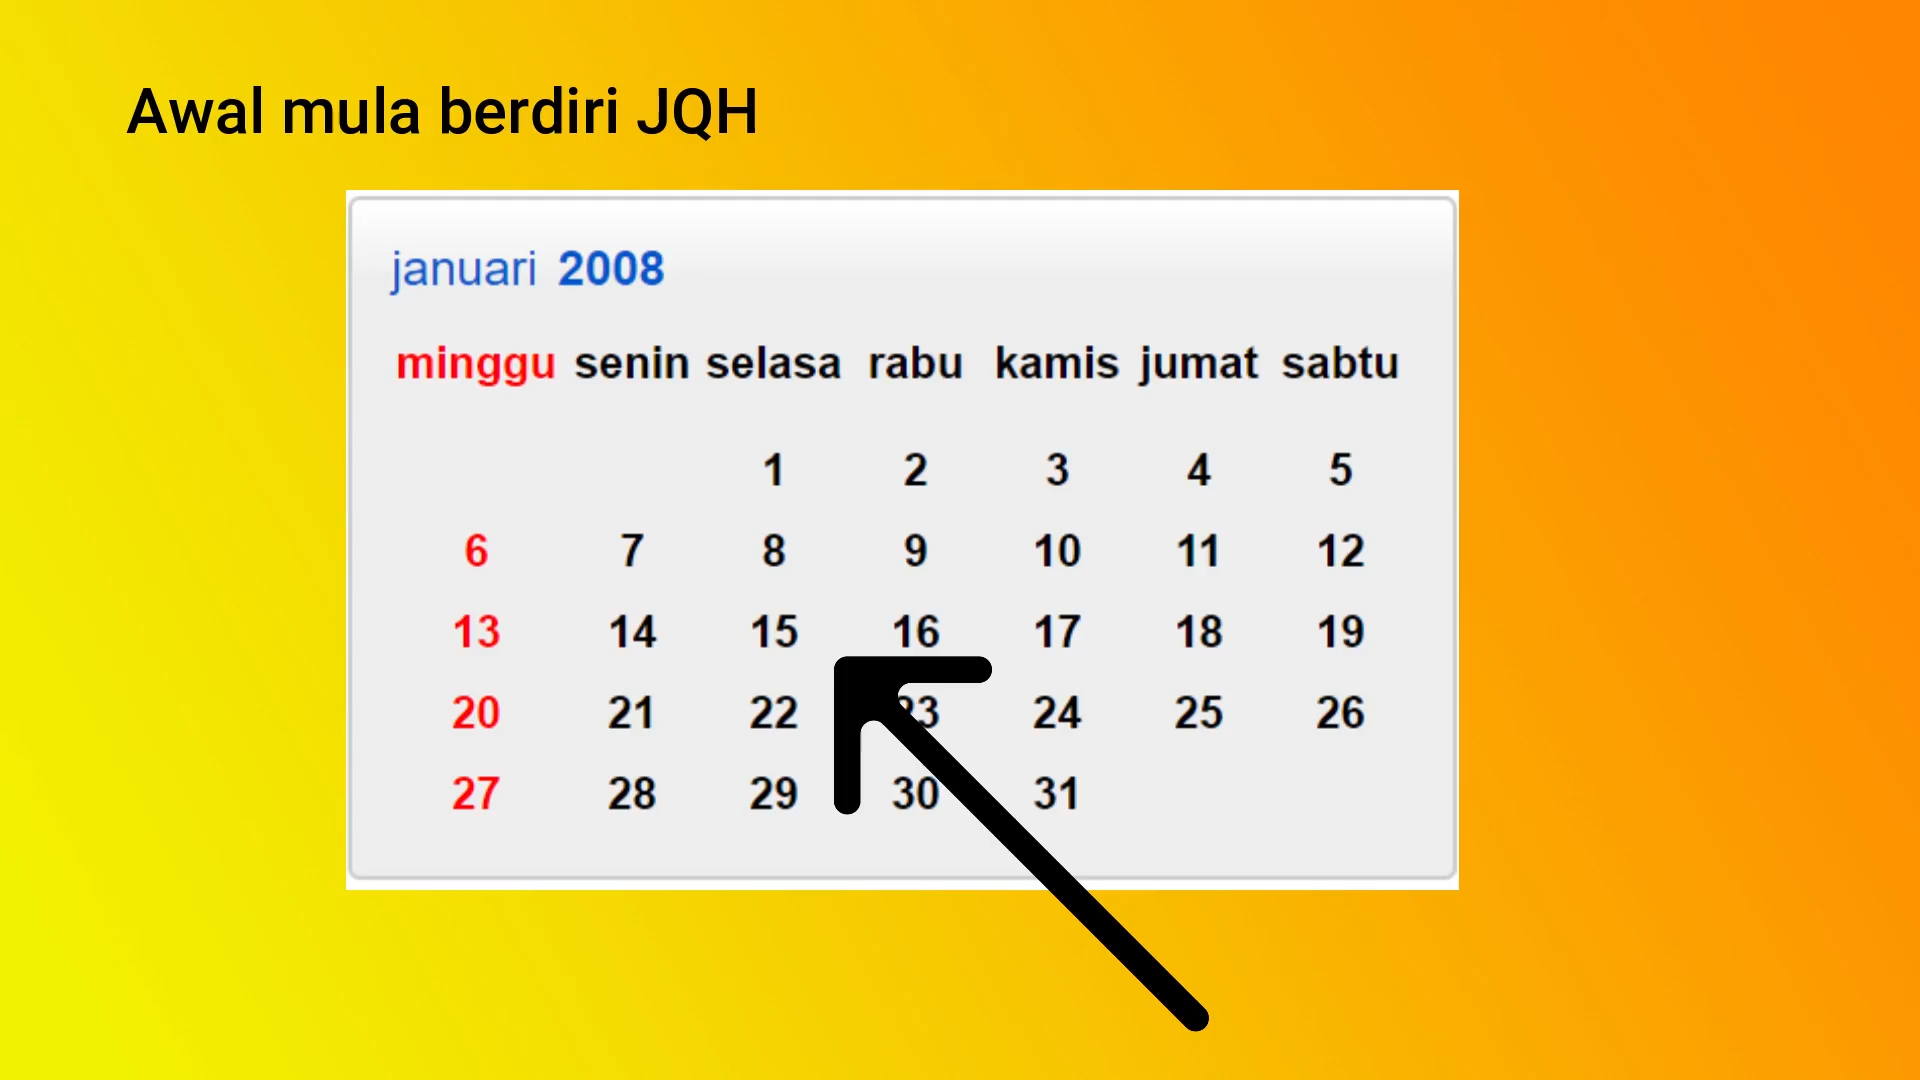 Awal mula berdiri JQH
januari 2008
minggu senin selasa rabu kamis jumat sabtu
1 2 3 4 5
6 7 8 9 10 11 12
13 14 15 16 17 18 19
20 21 22 23 24 25 26
27 28 29 30 31